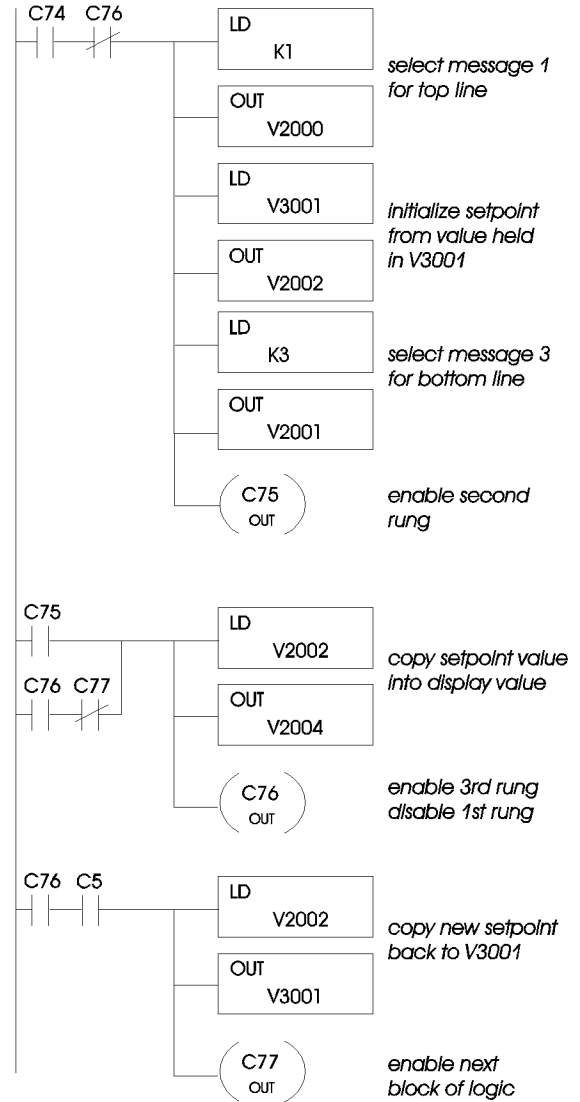 C74 C76
LD
K1
select message 1
for top line
OUT
V2000
LD
V3001
initialize setpoint
from value held
in V3001
OUT
V2002
LD
K3
select message 3
for bottom line
OUT
V2001
C75
OUT
enable second
rung
C75
LD
V2002
copy setpoint value
into display value
C76 C77
OUT
V2004
C76
OUT
enable 3rd rung
disable 1st rung
C76 C5
LD
V2002
copy new setpoint
back to V3001
OUT
V3001
C77
OUT
enable next
block of logic